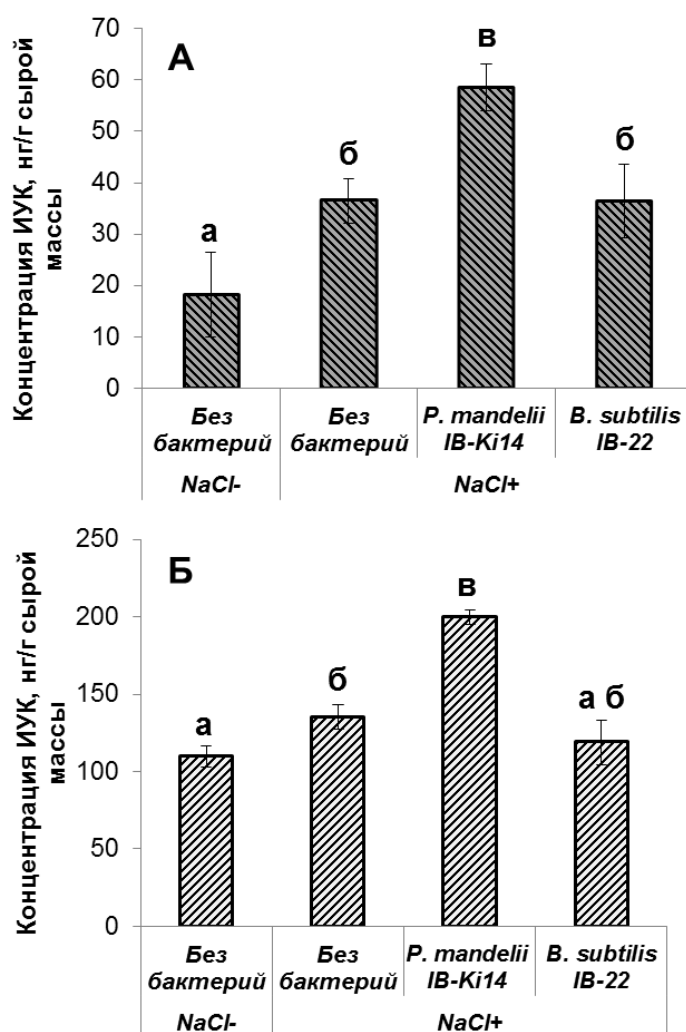 Концентрация ИУК, нг/г сырой
массы
70
60
50
40
30
20
10
0
А
а
б
в
б
Без
бактерий
Без
бактерий
P. mandelii
IB-Ki14
B. subtilis
IB-22
NaCl-
NaCl+
Концентрация ИУК, нг/г сырой
массы
250
200
150
100
50
0
Б
а
б
в
а б
Без
бактерий
Без
бактерий
P. mandelii
IB-Ki14
B. subtilis
IB-22
NaCl-
NaCl+